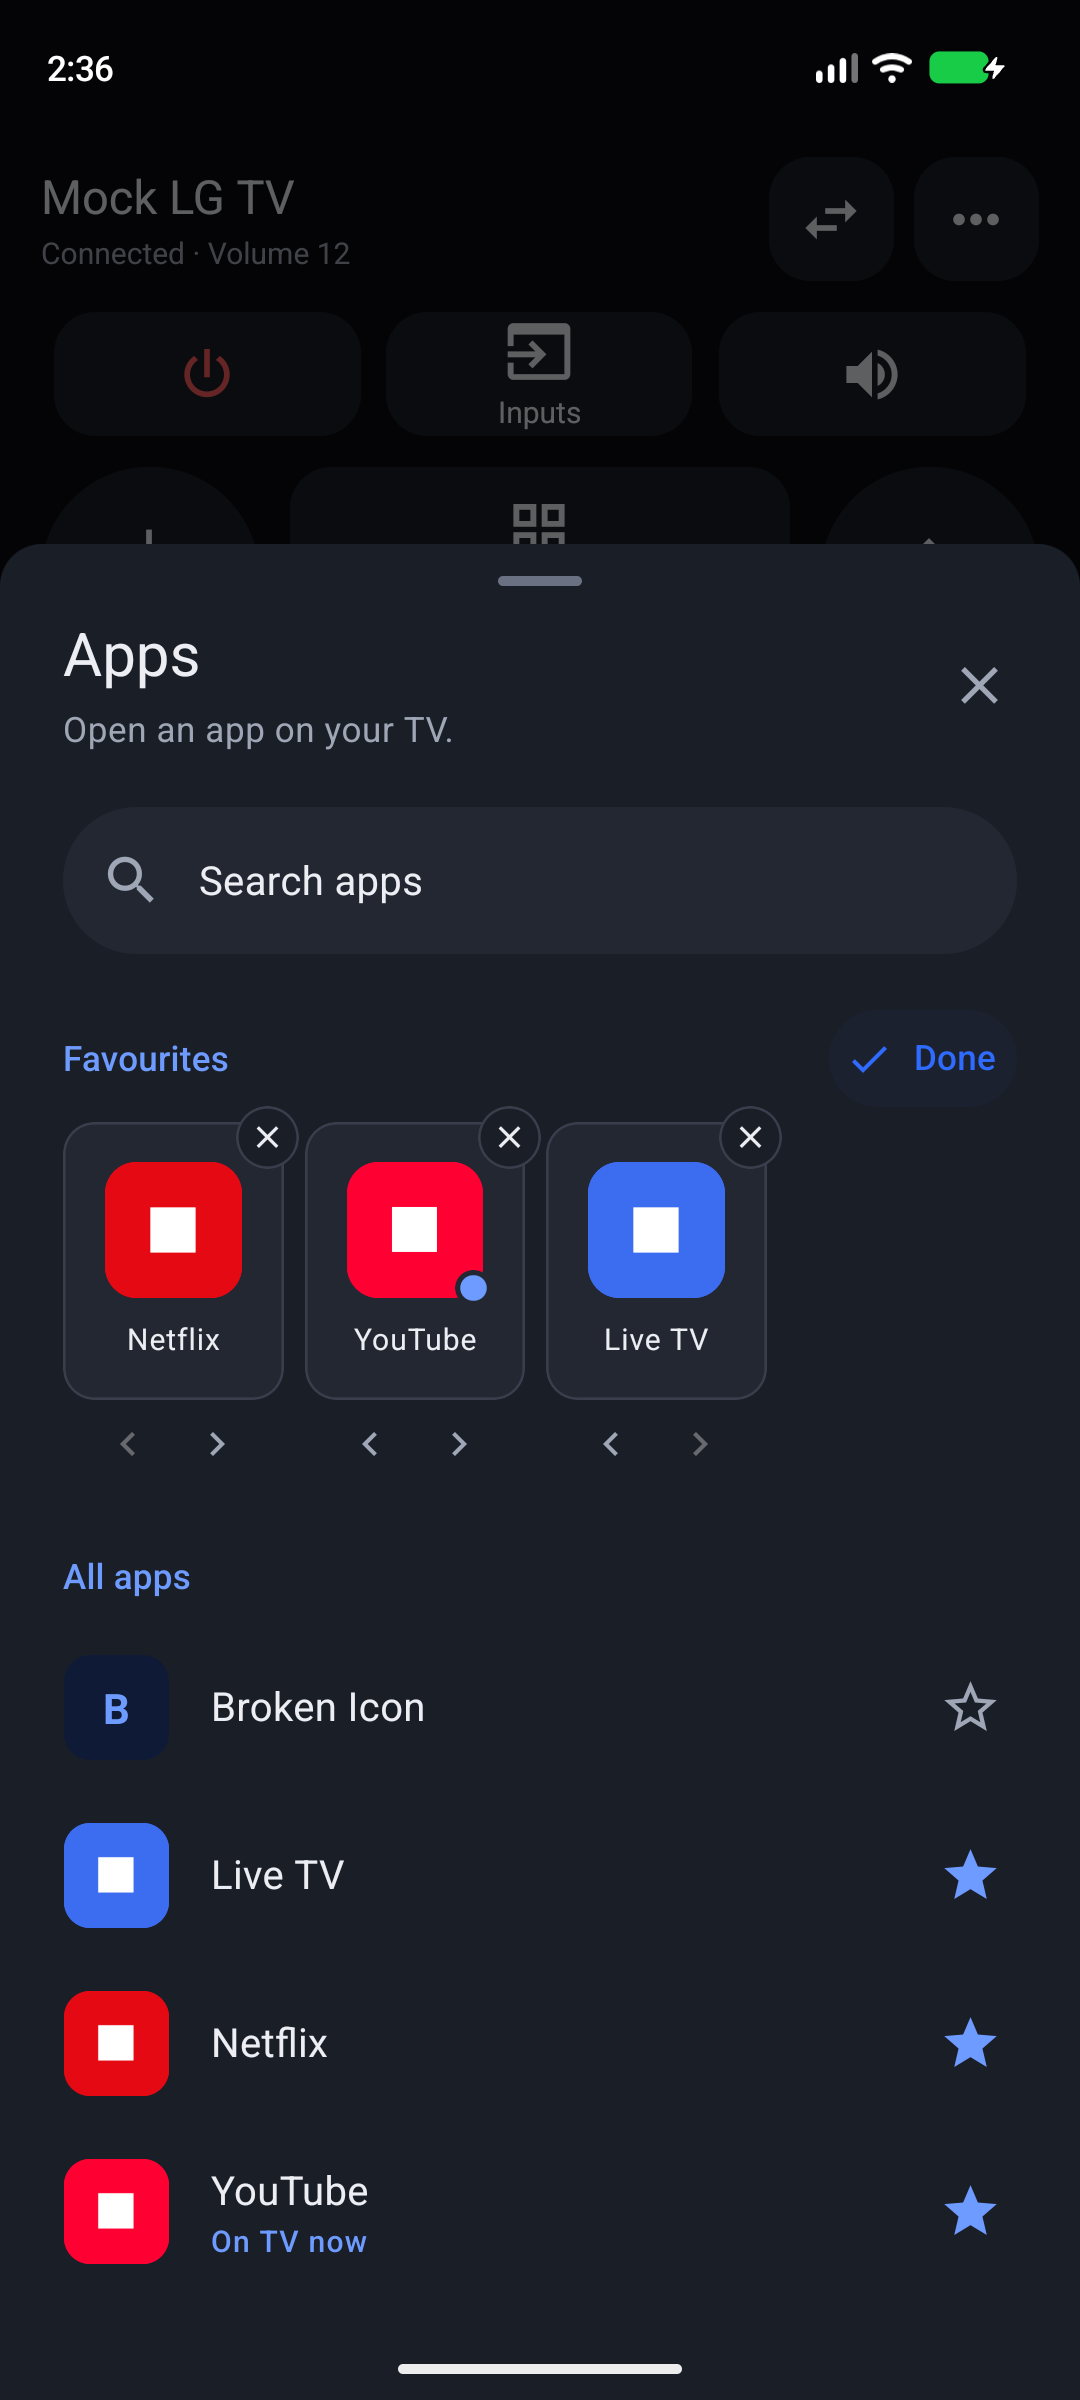 2:36
Mock LG TV
Connected · Volume 12
Inputs
Apps
Open an app on your TV.
Search apps
Favourites
Done
Netflix
YouTube
Live TV
All apps
B
Broken Icon
Live TV
Netflix
YouTube
On TV now